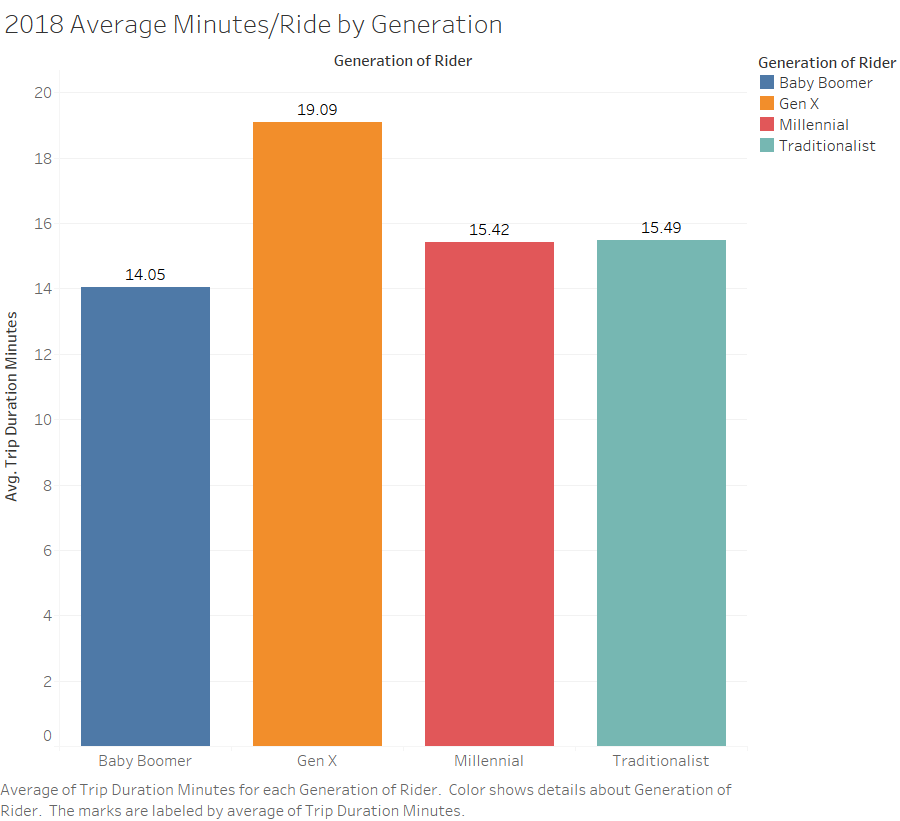 2018 Average Minutes/Ride by Generation
Generation of Rider
Generation of Rider
Baby Boomer
Gen X
Millennial
Traditionalist
Avg. Trip Duration Minutes
20
18
16
14
12
10
8
6
4
2
0
14.05
19.09
15.42
15.49
Baby Boomer
Gen X
Millennial
Traditionalist
Average of Trip Duration Minutes for each Generation of Rider.  Color shows details about Generation of
Rider.  The marks are labeled by average of Trip Duration Minutes.